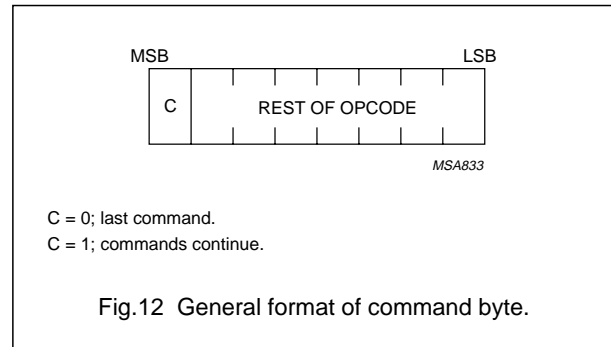 MSB LSB
C REST OF OPCODE
MSA833
C = 0; last command.
C = 1; commands continue.
Fig.12 General format of command byte.